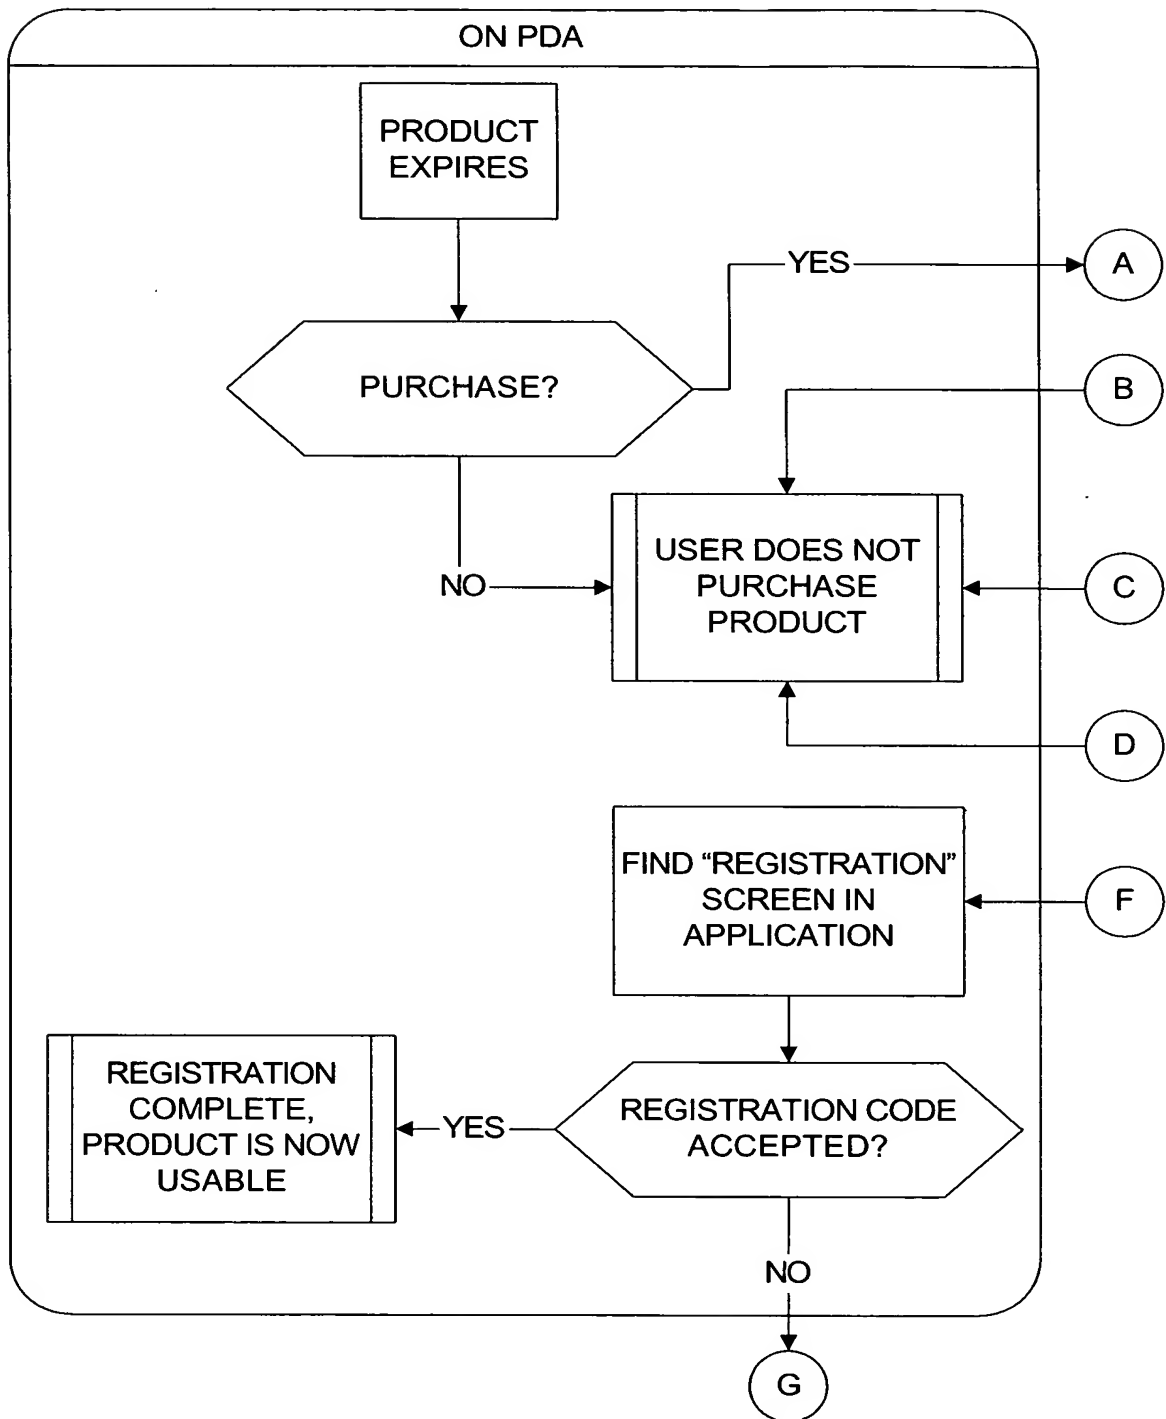 ON PDA
PRODUCT
EXPIRES
YES
A
PURCHASE?
B
NO
USER DOES NOT
PURCHASE
PRODUCT
C
D
FIND “REGISTRATION”
SCREEN IN
APPLICATION
F
REGISTRATION
COMPLETE,
PRODUCT IS NOW
USABLE
YES
REGISTRATION CODE
ACCEPTED?
NO
G